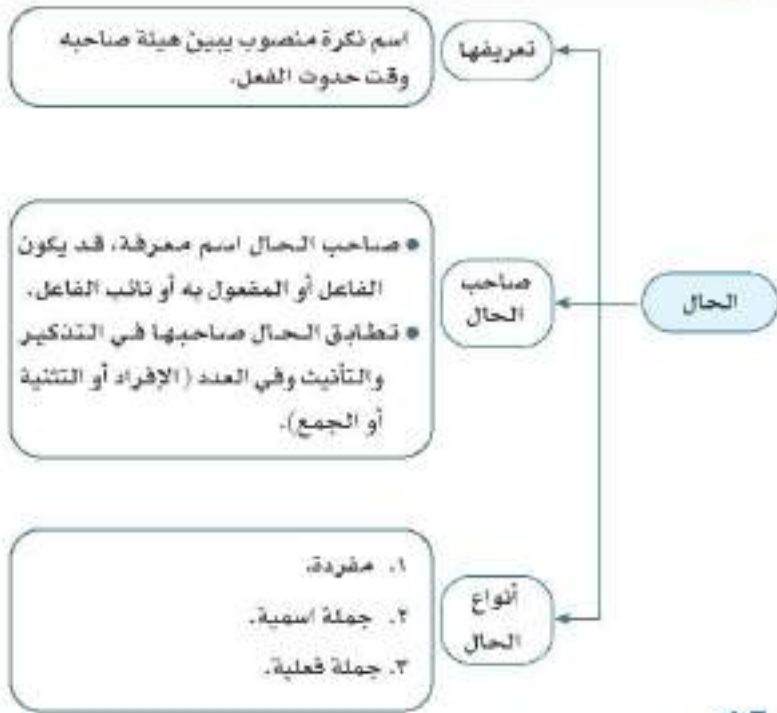 الحال
تعريفها
اسم نكرة منصوب يبين هيئة صاحبه
وقت حدوث الفعل.
صاحب
الحال
• صاحب الحال اسم معرفة، قد يكون
الفاعل أو المفعول به أو نائب الفاعل.
• تطابق الحال صاحبها في التذكير
والتأنيث وفي العدد (الإفراد أو التثنية
أو الجمع).
أنواع
الحال
١. مفردة.
٢. جملة اسمية.
٣. جملة فعلية.